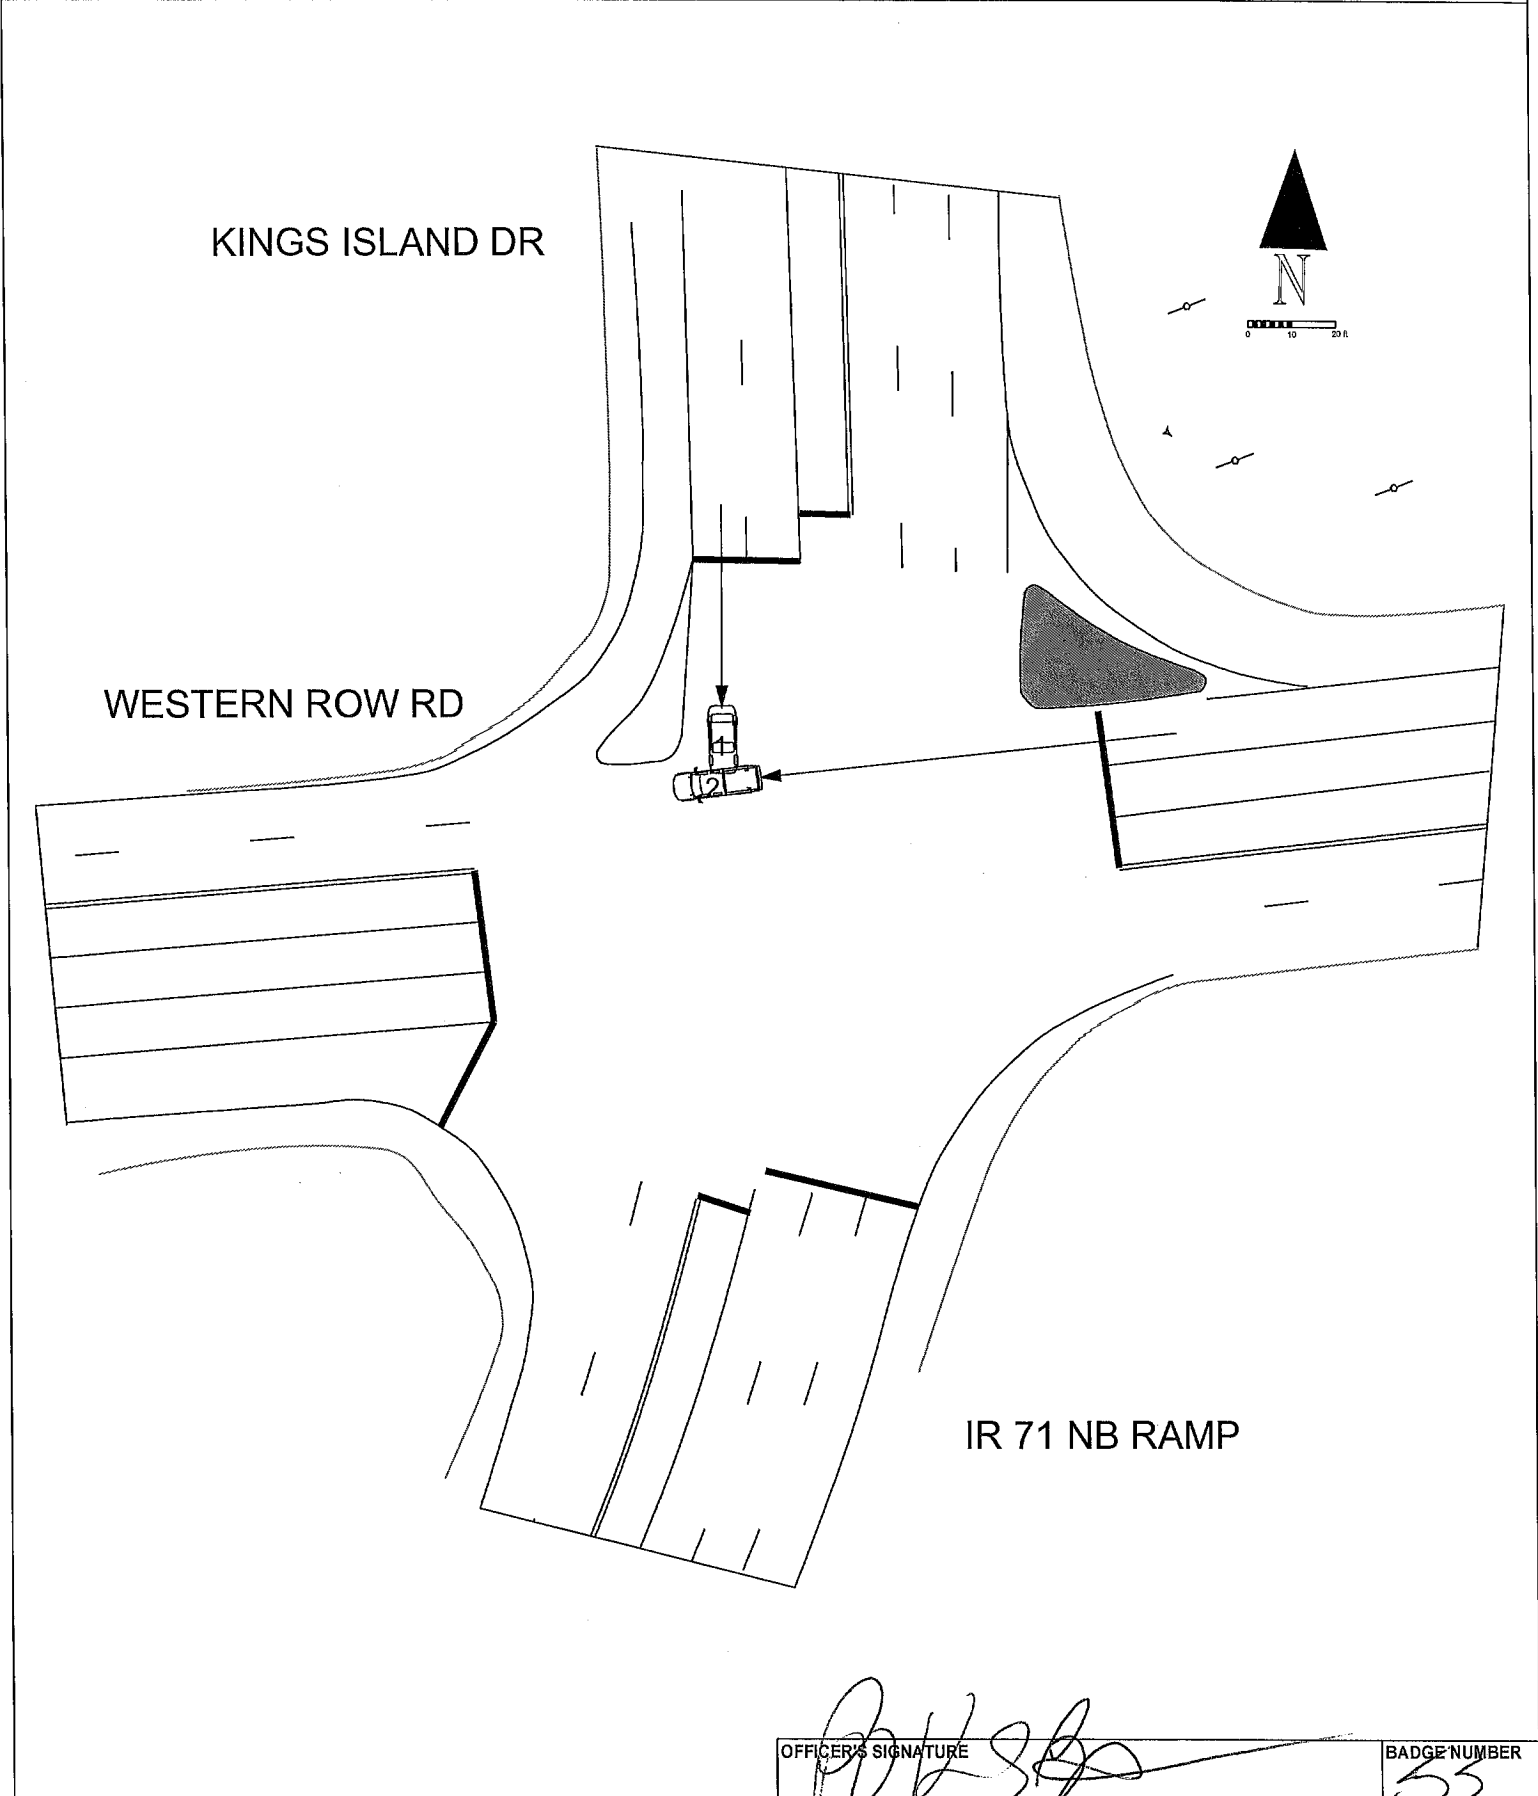 KINGS ISLAND DR
N
0 10 20 ft
WESTERN ROW RD
1
2
IR 71 NB RAMP
OFFICER'S SIGNATURE
BADGE NUMBER
55